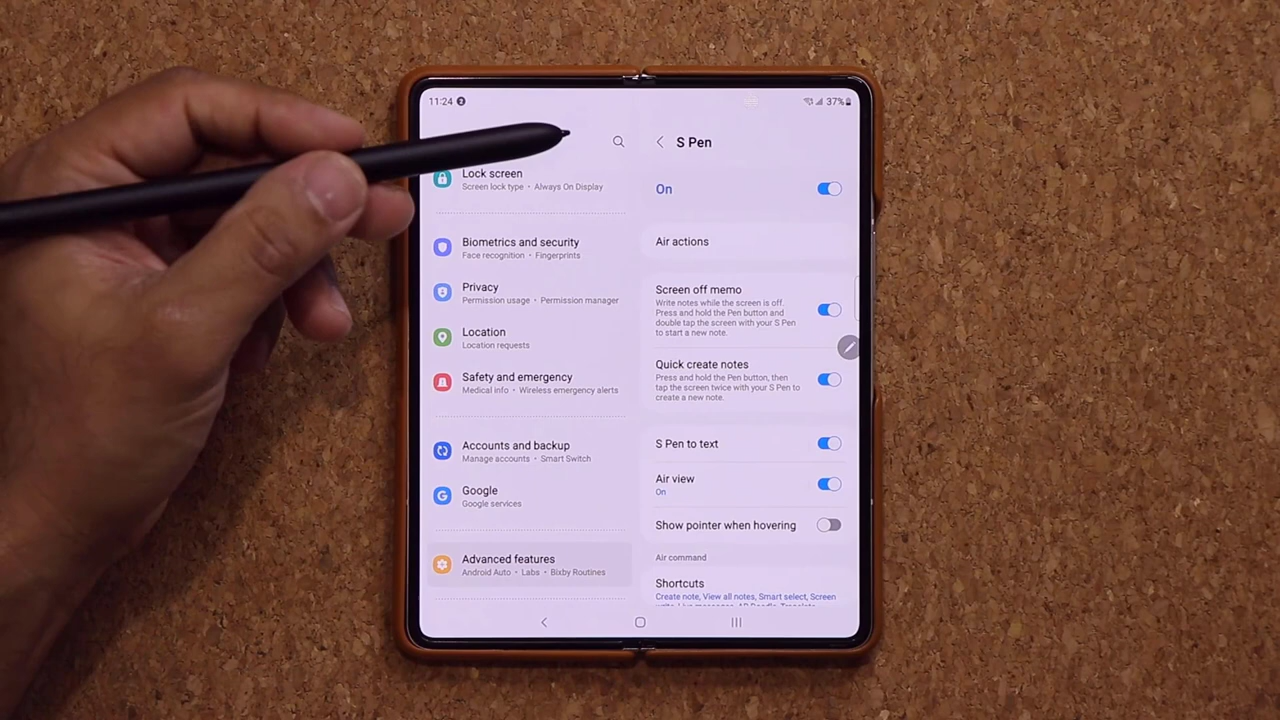 11:24
37%
Lock screen
Screen lock type • Always On Display
Biometrics and security
Face recognition • Fingerprints
Privacy
Permission usage • Permission manager
Location
Location requests
Safety and emergency
Medical info • Wireless emergency alerts
Accounts and backup
Manage accounts • Smart Switch
Google
Google services
Advanced features
Android Auto • Labs • Bixby Routines
S Pen
On
Air actions
Screen off memo
Write notes while the screen is off.
Press and hold the Pen button and
double tap the screen with your S Pen
to start a new note.
Quick create notes
Press and hold the Pen button, then
tap the screen twice with your S Pen to
create a new note.
S Pen to text
Air view
On
Show pointer when hovering
Air command
Shortcuts
Create note, View all notes, Smart select, Screen
write, Live messages, AR Doodle, Translate